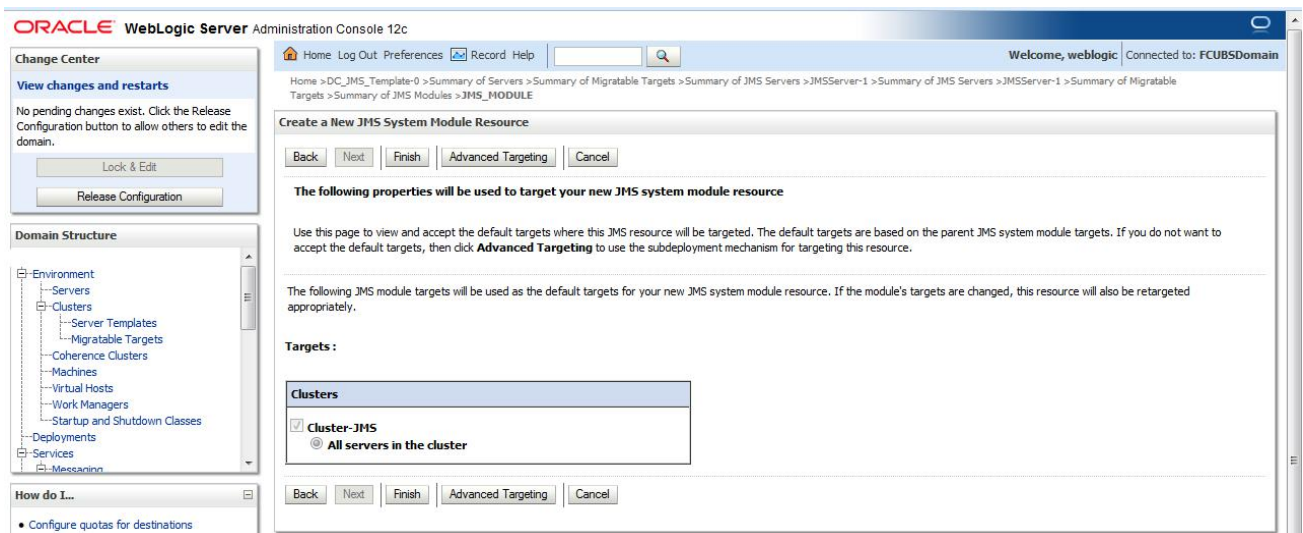 ORACLE WebLogic Server Administration Console 12c
Change Center
View changes and restarts
No pending changes exist. Click the Release
Configuration button to allow others to edit the
domain.
Lock & Edit
Release Configuration
Domain Structure
Environment
Servers
Clusters
Server Templates
Migratable Targets
Coherence Clusters
Machines
Virtual Hosts
Work Managers
Startup and Shutdown Classes
Deployments
Services
Messaging
How do I...
Configure quotas for destinations
Home Log Out Preferences Record Help
Welcome, weblogic Connected to: FCUBSDomain
Home >DC_JMS_Template-0 >Summary of Servers >Summary of Migratable Targets >Summary of JMS Servers >JMSServer-1 >Summary of JMS Servers >JMSServer-1 >Summary of Migratable
Targets >Summary of JMS Modules >JMS_MODULE
Create a New JMS System Module Resource
Back Next Finish Advanced Targeting Cancel
The following properties will be used to target your new JMS system module resource
Use this page to view and accept the default targets where this JMS resource will be targeted. The default targets are based on the parent JMS system module targets. If you do not want to
accept the default targets, then click Advanced Targeting to use the subdeployment mechanism for targeting this resource.
The following JMS module targets will be used as the default targets for your new JMS system module resource. If the module's targets are changed, this resource will also be retargeted
appropriately.
Targets :
Clusters
Cluster-JMS
All servers in the cluster
Back Next Finish Advanced Targeting Cancel